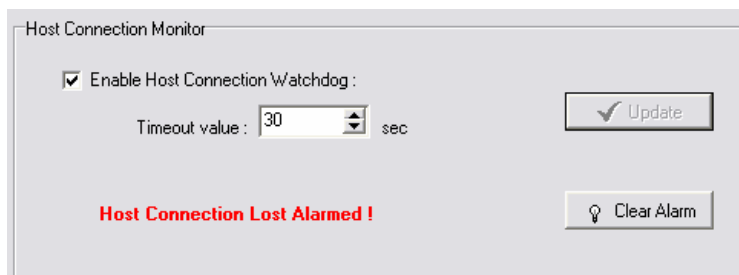 Host Connection Monitor
Enable Host Connection Watchdog :
Timeout value : 30 sec
Update
Host Connection Lost Alarmed !
Clear Alarm